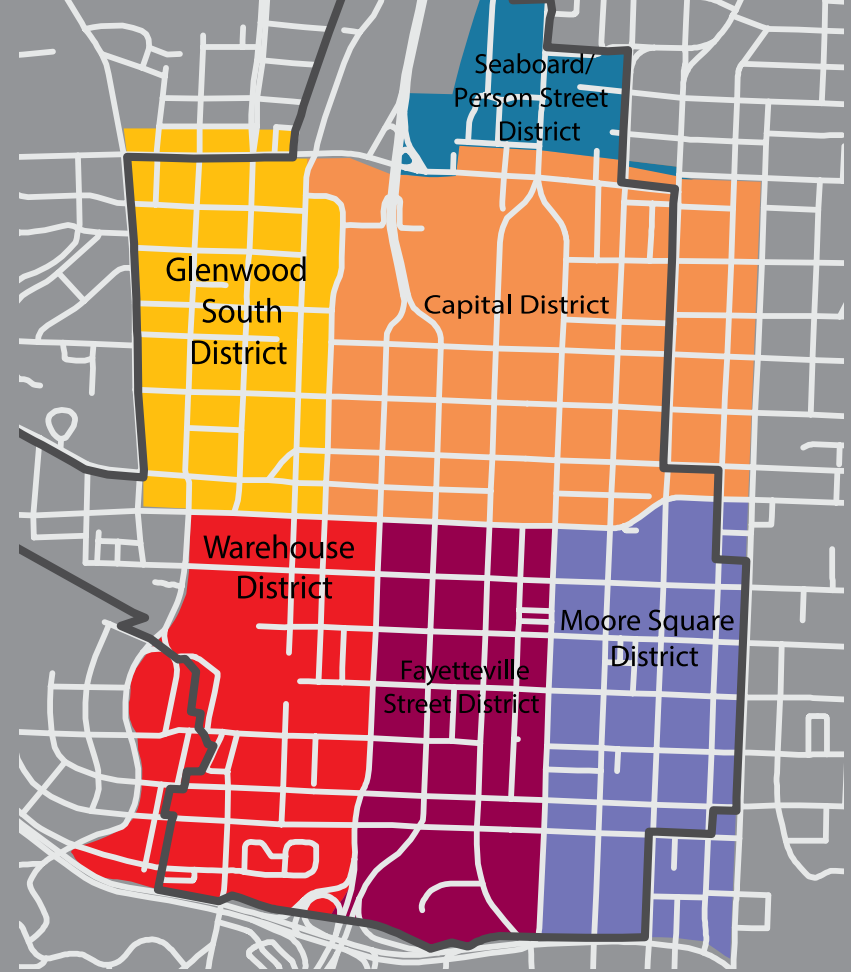 Seaboard/
Person Street
District
Glenwood
South
District
Capital District
Warehouse
District
Moore Square
District
Fayetteville
Street District